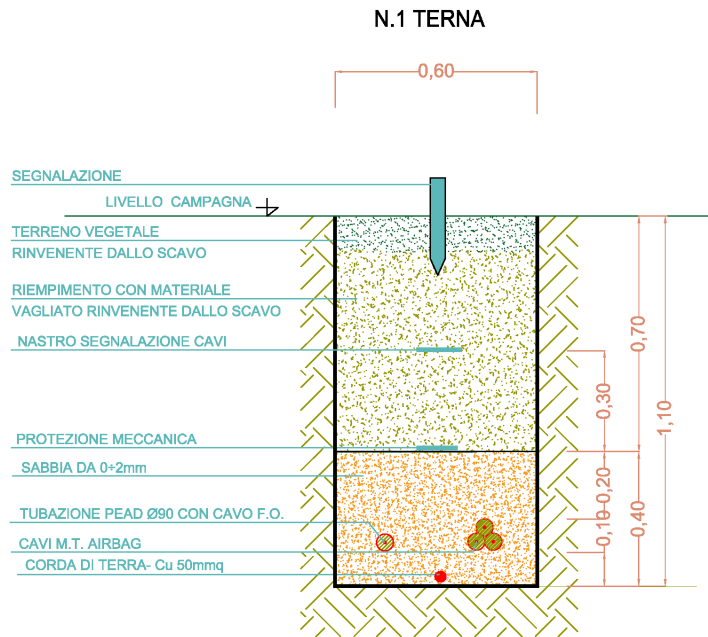 N.1 TERNA
0,60
SEGNALAZIONE
LIVELLO CAMPAGNA
TERRENO VEGETALE
RINVENENTE DALLO SCAVO
RIEMPIMENTO CON MATERIALE
VAGLIATO RINVENENTE DALLO SCAVO
NASTRO SEGNALAZIONE CAVI
PROTEZIONE MECCANICA
SABBIA DA 0÷2mm
TUBAZIONE PEAD Ø90 CON CAVO F.O.
CAVI M.T. AIRBAG
CORDA DI TERRA- Cu 50mmq
0,30
0,20
0,10
0,70
0,40
1,10